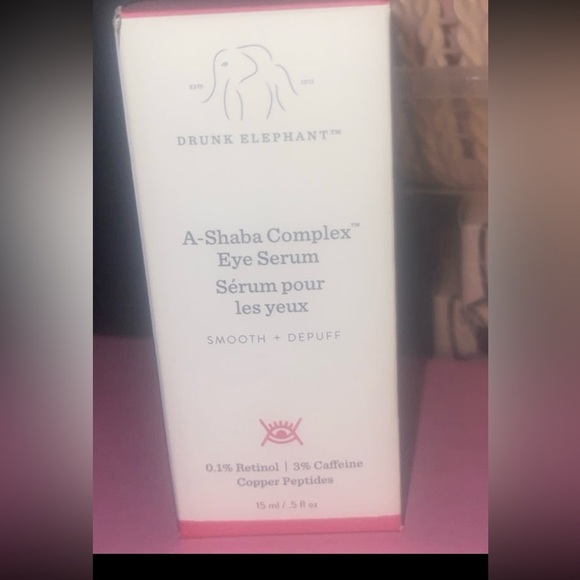 DRUNK ELEPHANT™
A-Shaba Complex™
Eye Serum
Sérum pour
les yeux
SMOOTH + DEPUFF
0.1% Retinol | 3% Caffeine
Copper Peptides
15 ml / .5 fl oz